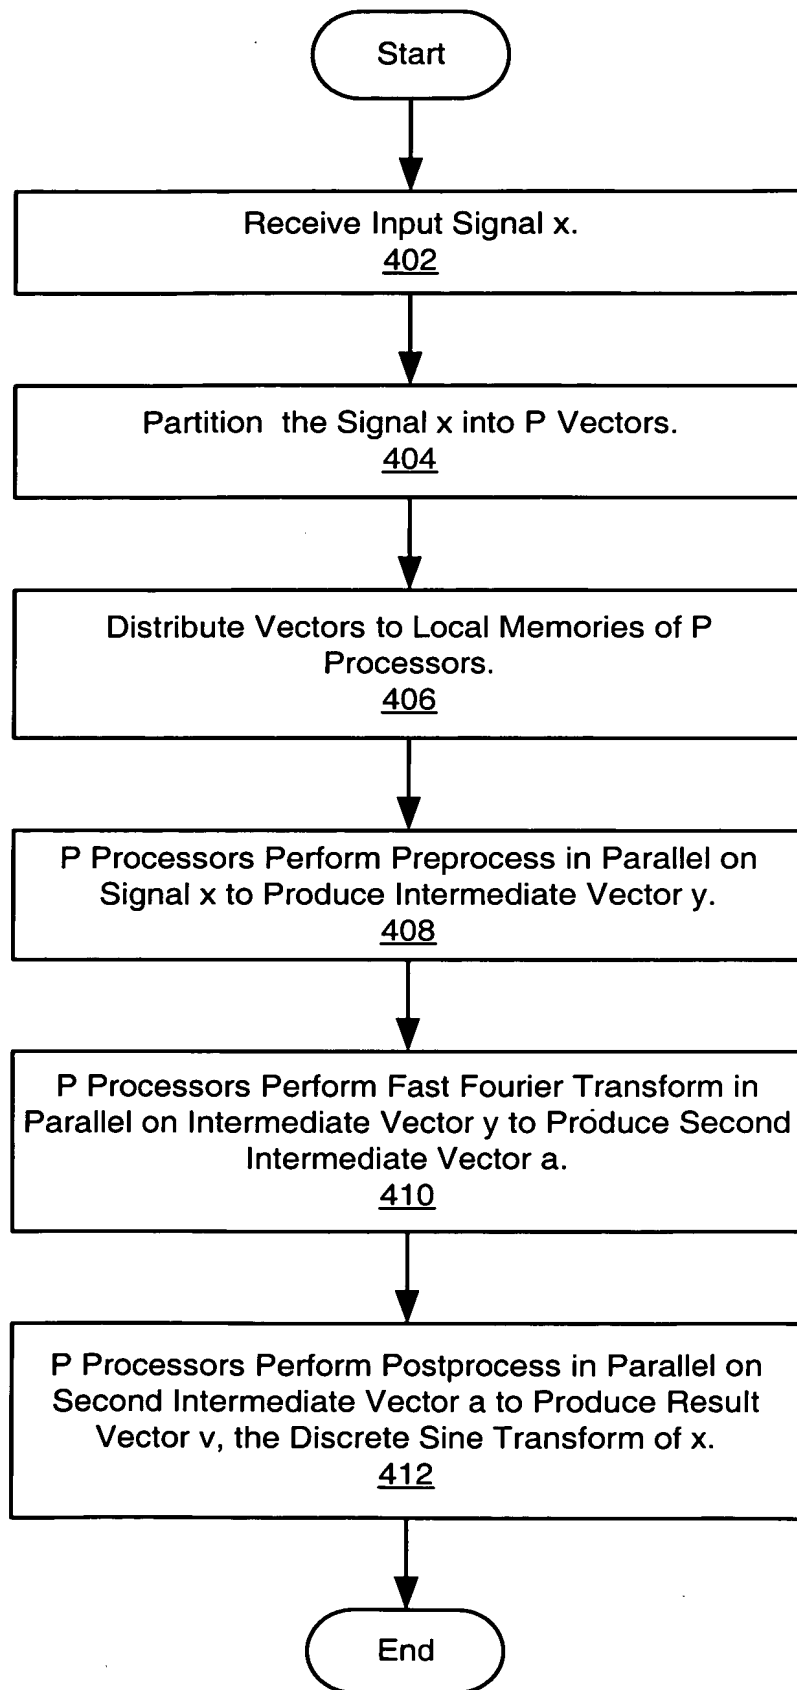 Start
Receive Input Signal x.
402
Partition the Signal x into P Vectors.
404
Distribute Vectors to Local Memories of P
Processors.
406
P Processors Perform Preprocess in Parallel on
Signal x to Produce Intermediate Vector y.
408
P Processors Perform Fast Fourier Transform in
Parallel on Intermediate Vector y to Produce Second
Intermediate Vector a.
410
P Processors Perform Postprocess in Parallel on
Second Intermediate Vector a to Produce Result
Vector v, the Discrete Sine Transform of x.
412
End